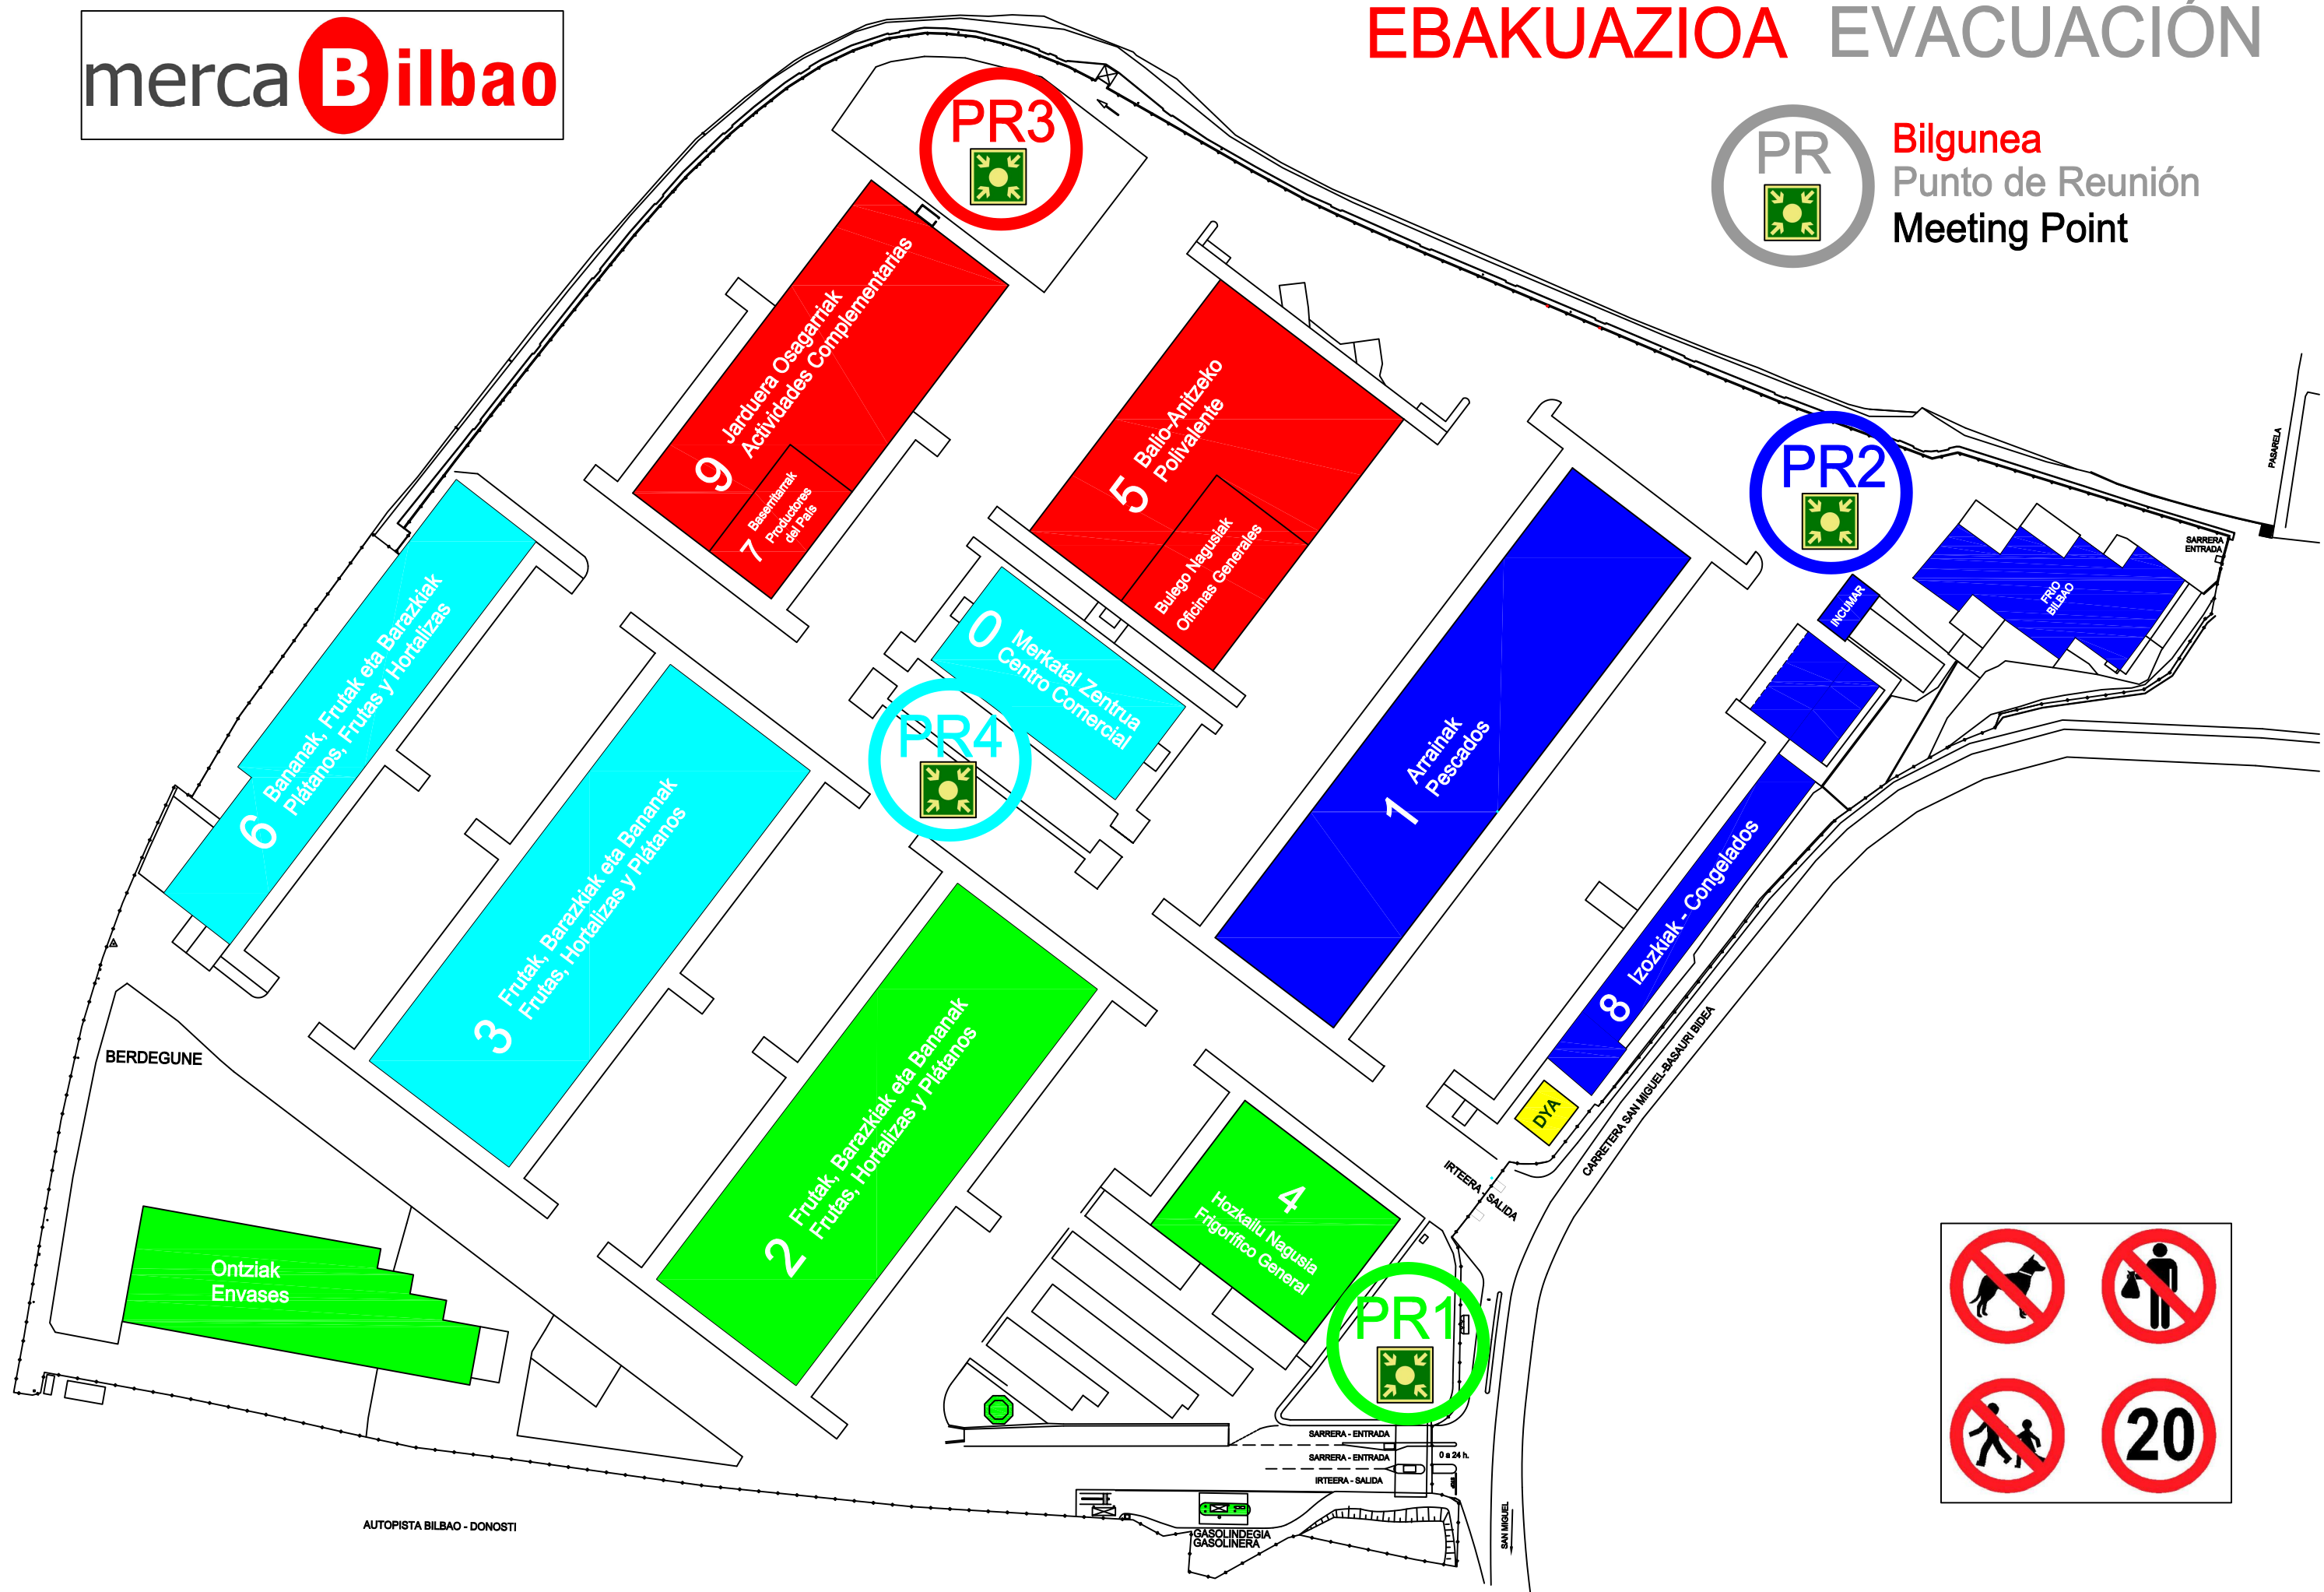 merca Bilbao
EBAKUAZIOA EVACUACIÓN
PR
Bilgunea
Punto de Reunión
Meeting Point
PR3
9 Jarduera Osagarriak
Actividades Complementarias
7 Baserritarrak
Productores
del País
5 Balio-Anitzeko
Polivalente
Bulego Nagusiak
Oficinas Generales
PR2
PASARELA
SARRERA
ENTRADA
FRIO
BILBAO
INCUMAR
6 Bananak, Frutak eta Barazkiak
Plátanos, Frutas y Hortalizas
0 Merkatal Zentrua
Centro Comercial
PR4
1 Arrainak
Pescados
3 Frutak, Barazkiak eta Bananak
Frutas, Hortalizas y Plátanos
8 Izozkiak - Congelados
2 Frutak, Barazkiak eta Bananak
Frutas, Hortalizas y Plátanos
BERDEGUNE
DYA
CARRETERA SAN MIGUEL-BASAURI BIDEA
IRTEERA - SALIDA
4
Hozkailu Nagusia
Frigorífico General
PR1
Ontziak
Envases
SARRERA - ENTRADA
SARRERA - ENTRADA
0 a 24 h.
IRTEERA - SALIDA
20
AUTOPISTA BILBAO - DONOSTI
GASOLINDEGIA
GASOLINERA
SAN MIGUEL